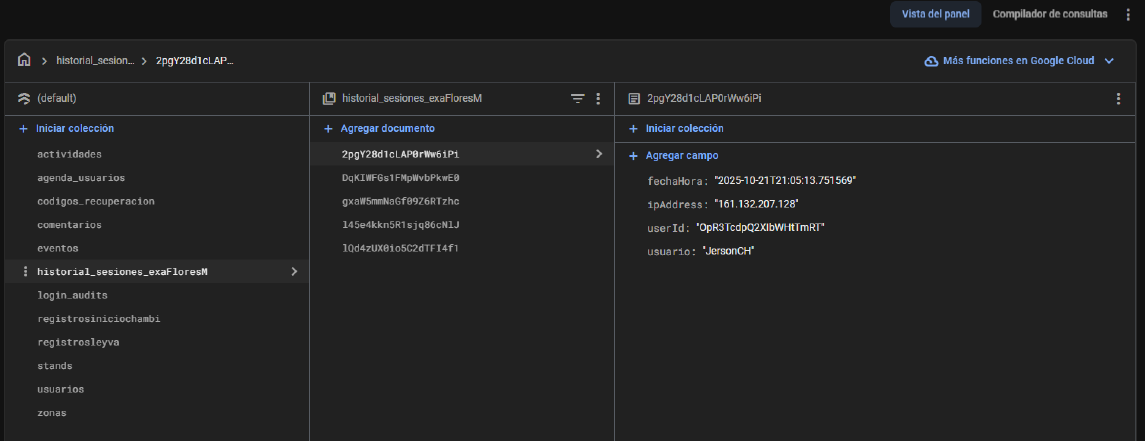 Vista del panel
Compilador de consultas
historial_sesion...
2pgY28d1cLAP...
Más funciones en Google Cloud
(default)
Iniciar colección
actividades
agenda_usuarios
codigos_recuperacion
comentarios
eventos
historial_sesiones_exaFloresM
login_audits
registrosiniciochambi
registrosleyva
stands
usuarios
zonas
historial_sesiones_exaFloresM
Agregar documento
2pgY28d1cLAP0rWw6iPi
DqKIWFGs1FMpWvbPkwE0
gxaW5mmNaGf09Z6RTzhc
l45e4kkn5R1sjq86cNlJ
lQd4zUX0io5C2dTFI4f1
2pgY28d1cLAP0rWw6iPi
Iniciar colección
Agregar campo
fechaHora: "2025-10-21T21:05:13.751569"
ipAddress: "161.132.207.128"
userId: "OpR3TcdpQ2XlbWHtTmRT"
usuario: "JersonCH"